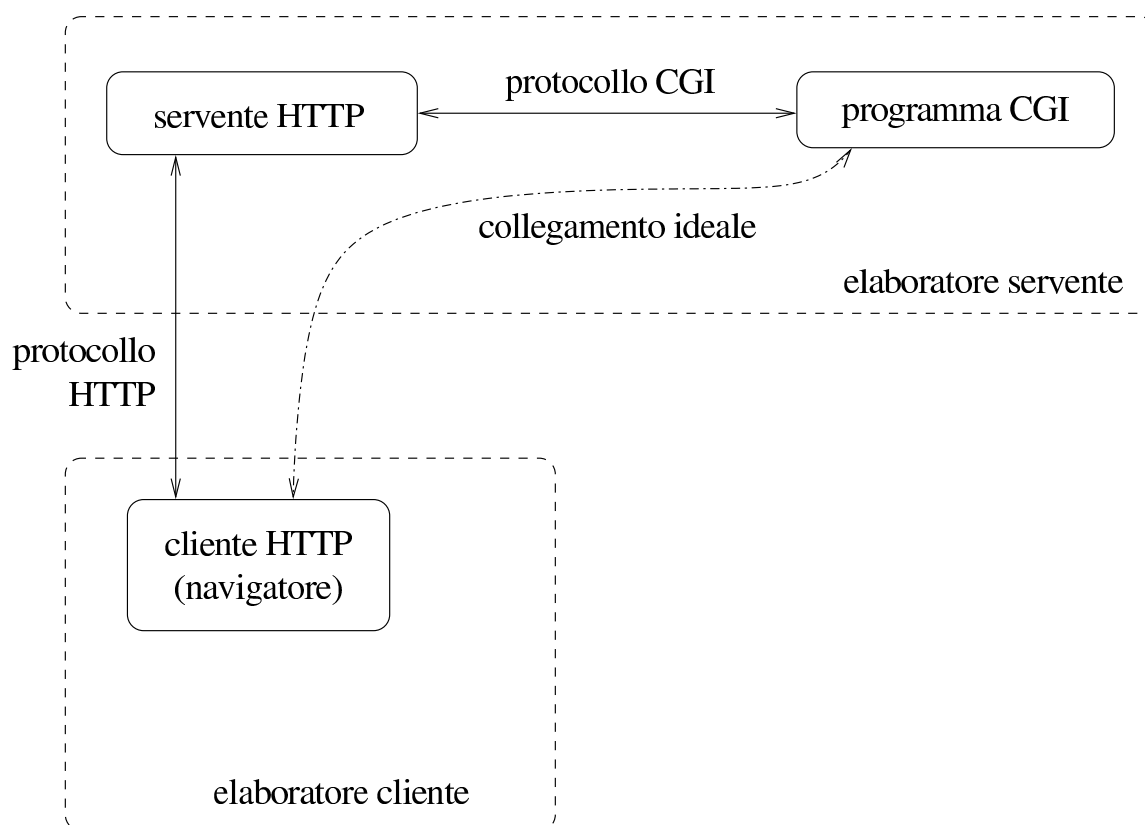 protocollo CGI
servente HTTP
programma CGI
collegamento ideale
elaboratore servente
protocollo
HTTP
cliente HTTP
(navigatore)
elaboratore cliente